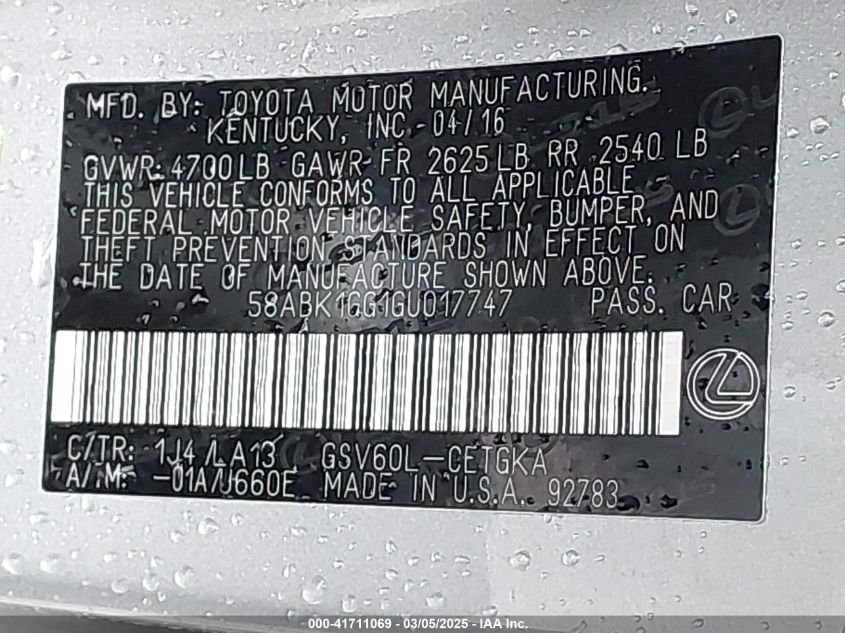 MFD. BY: TOYOTA MOTOR MANUFACTURING.
KENTUCKY, INC 04/16
GVWR: 4700LB GAWR FR 2625 LB RR 2540 LB
THIS VEHICLE CONFORMS TO ALL APPLICABLE
FEDERAL MOTOR VEHICLE SAFETY, BUMPER, AND
THEFT PREVENTION STANDARDS IN EFFECT ON
THE DATE OF MANUFACTURE SHOWN ABOVE.
58ABK1GG1GU017747 PASS. CAR
C/TR: 1J4 /LA13 GSV60L-CETGKA
A/M: -01A/U660E MADE IN U.S.A. 92783
000-41711069 - 03/05/2025 - IAA Inc.